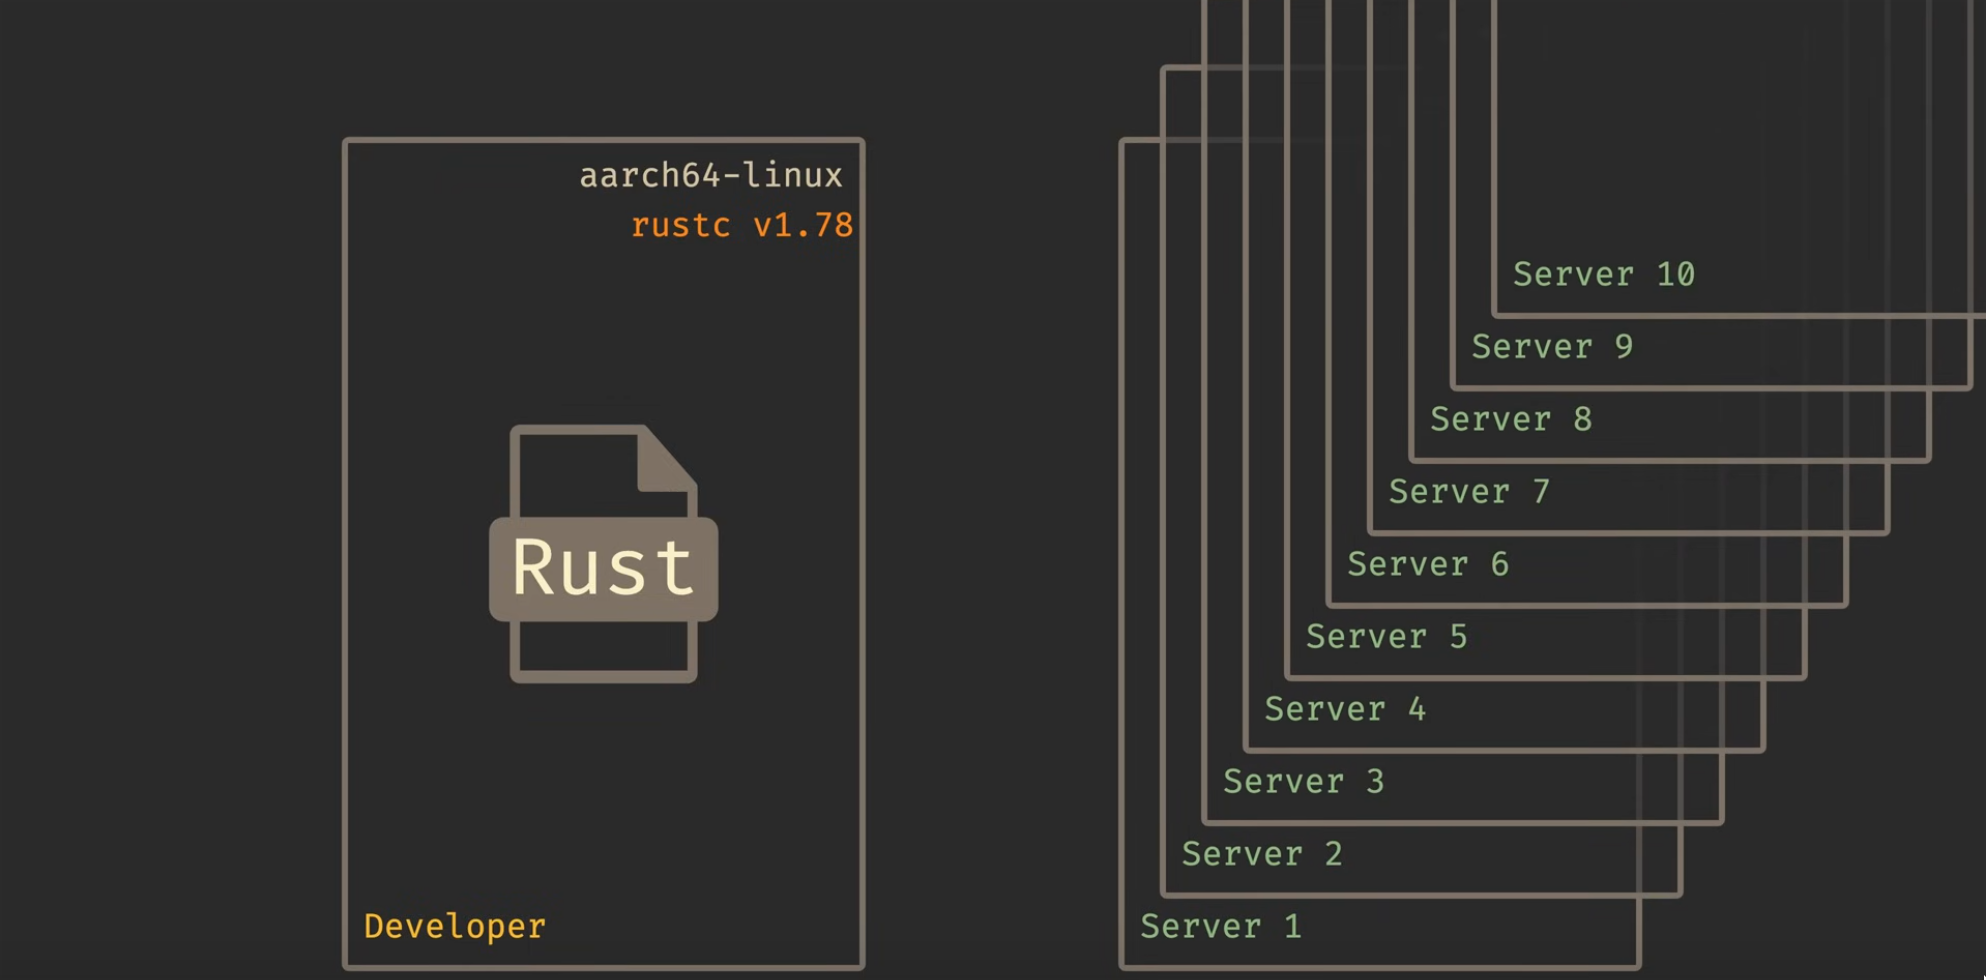 aarch64-linux
rustc v1.78
Rust
Developer
Server 10
Server 9
Server 8
Server 7
Server 6
Server 5
Server 4
Server 3
Server 2
Server 1